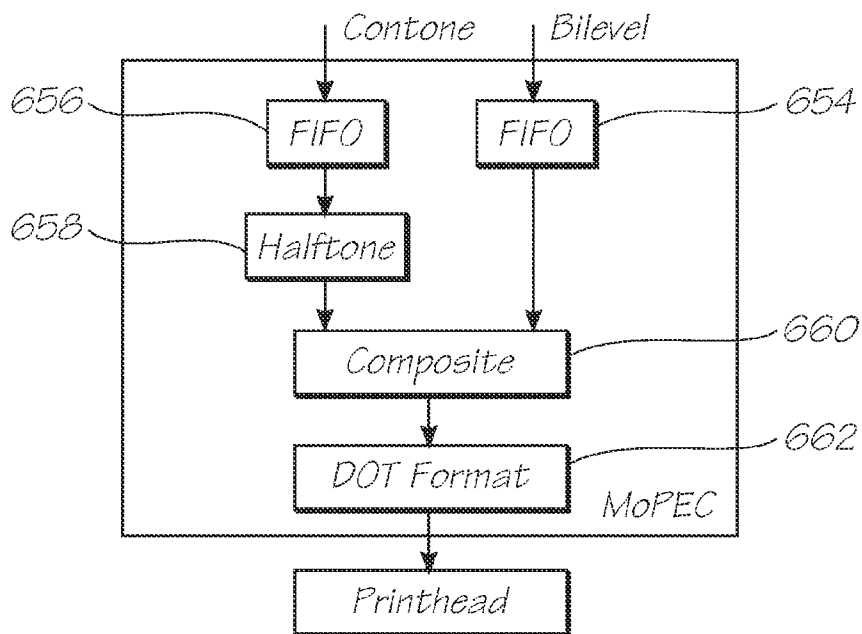 Contone Bilevel
656 FIFO FIFO 654
658 Halftone
Composite 660
DOT Format 662
MoPEC
Printhead